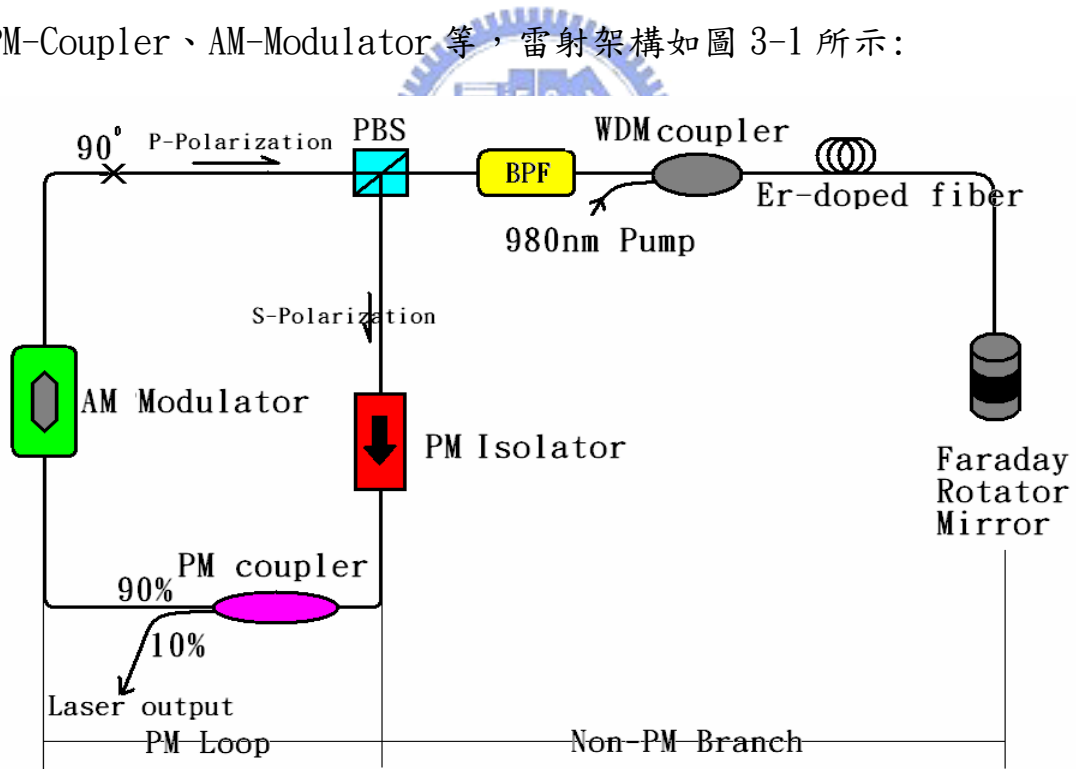 PM-Coupler、AM-Modulator 等，雷射架構如圖 3-1 所示:
90°
P-Polarization
PBS
BPF
WDM coupler
Er-doped fiber
980nm Pump
S-Polarization
AM Modulator
PM Isolator
Faraday
Rotator
Mirror
PM coupler
90%
10%
Laser output
PM Loop
Non-PM Branch